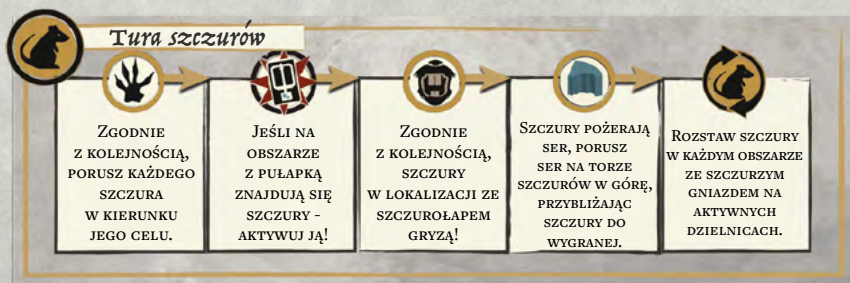 Tura szczurów
Zgodnie
z kolejnością,
porusz każdego
szczura
w kierunku
jego celu.
Jeśli na
obszarze
z pułapką
znajdują się
szczury -
aktywuj ją!
Zgodnie
z kolejnością,
szczury
w lokalizacji ze
szczurołapem
gryzą!
Szczury pożerają
ser, porusz
ser na torze
szczurów w górę,
przybliżając
szczury do
wygranej.
Rozstaw szczury
w każdym obszarze
ze szczurzym
gniazdem na
aktywnych
dzielnicach.